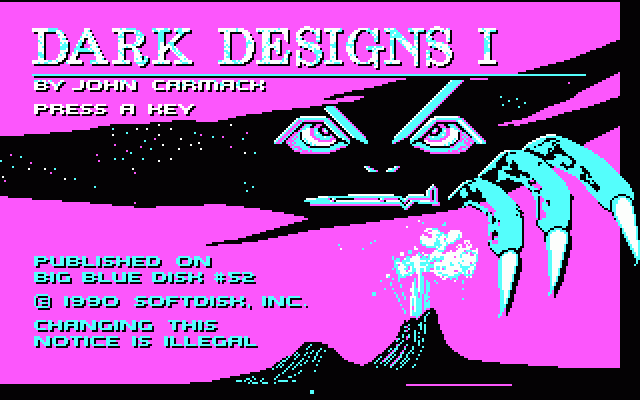 DARK DESIGNS I
BY JOHN CARMACK
PRESS A KEY
PUBLISHED ON
BIG BLUE DISK #52
© 1990 SOFTDISK, INC.
CHANGING THIS
NOTICE IS ILLEGAL